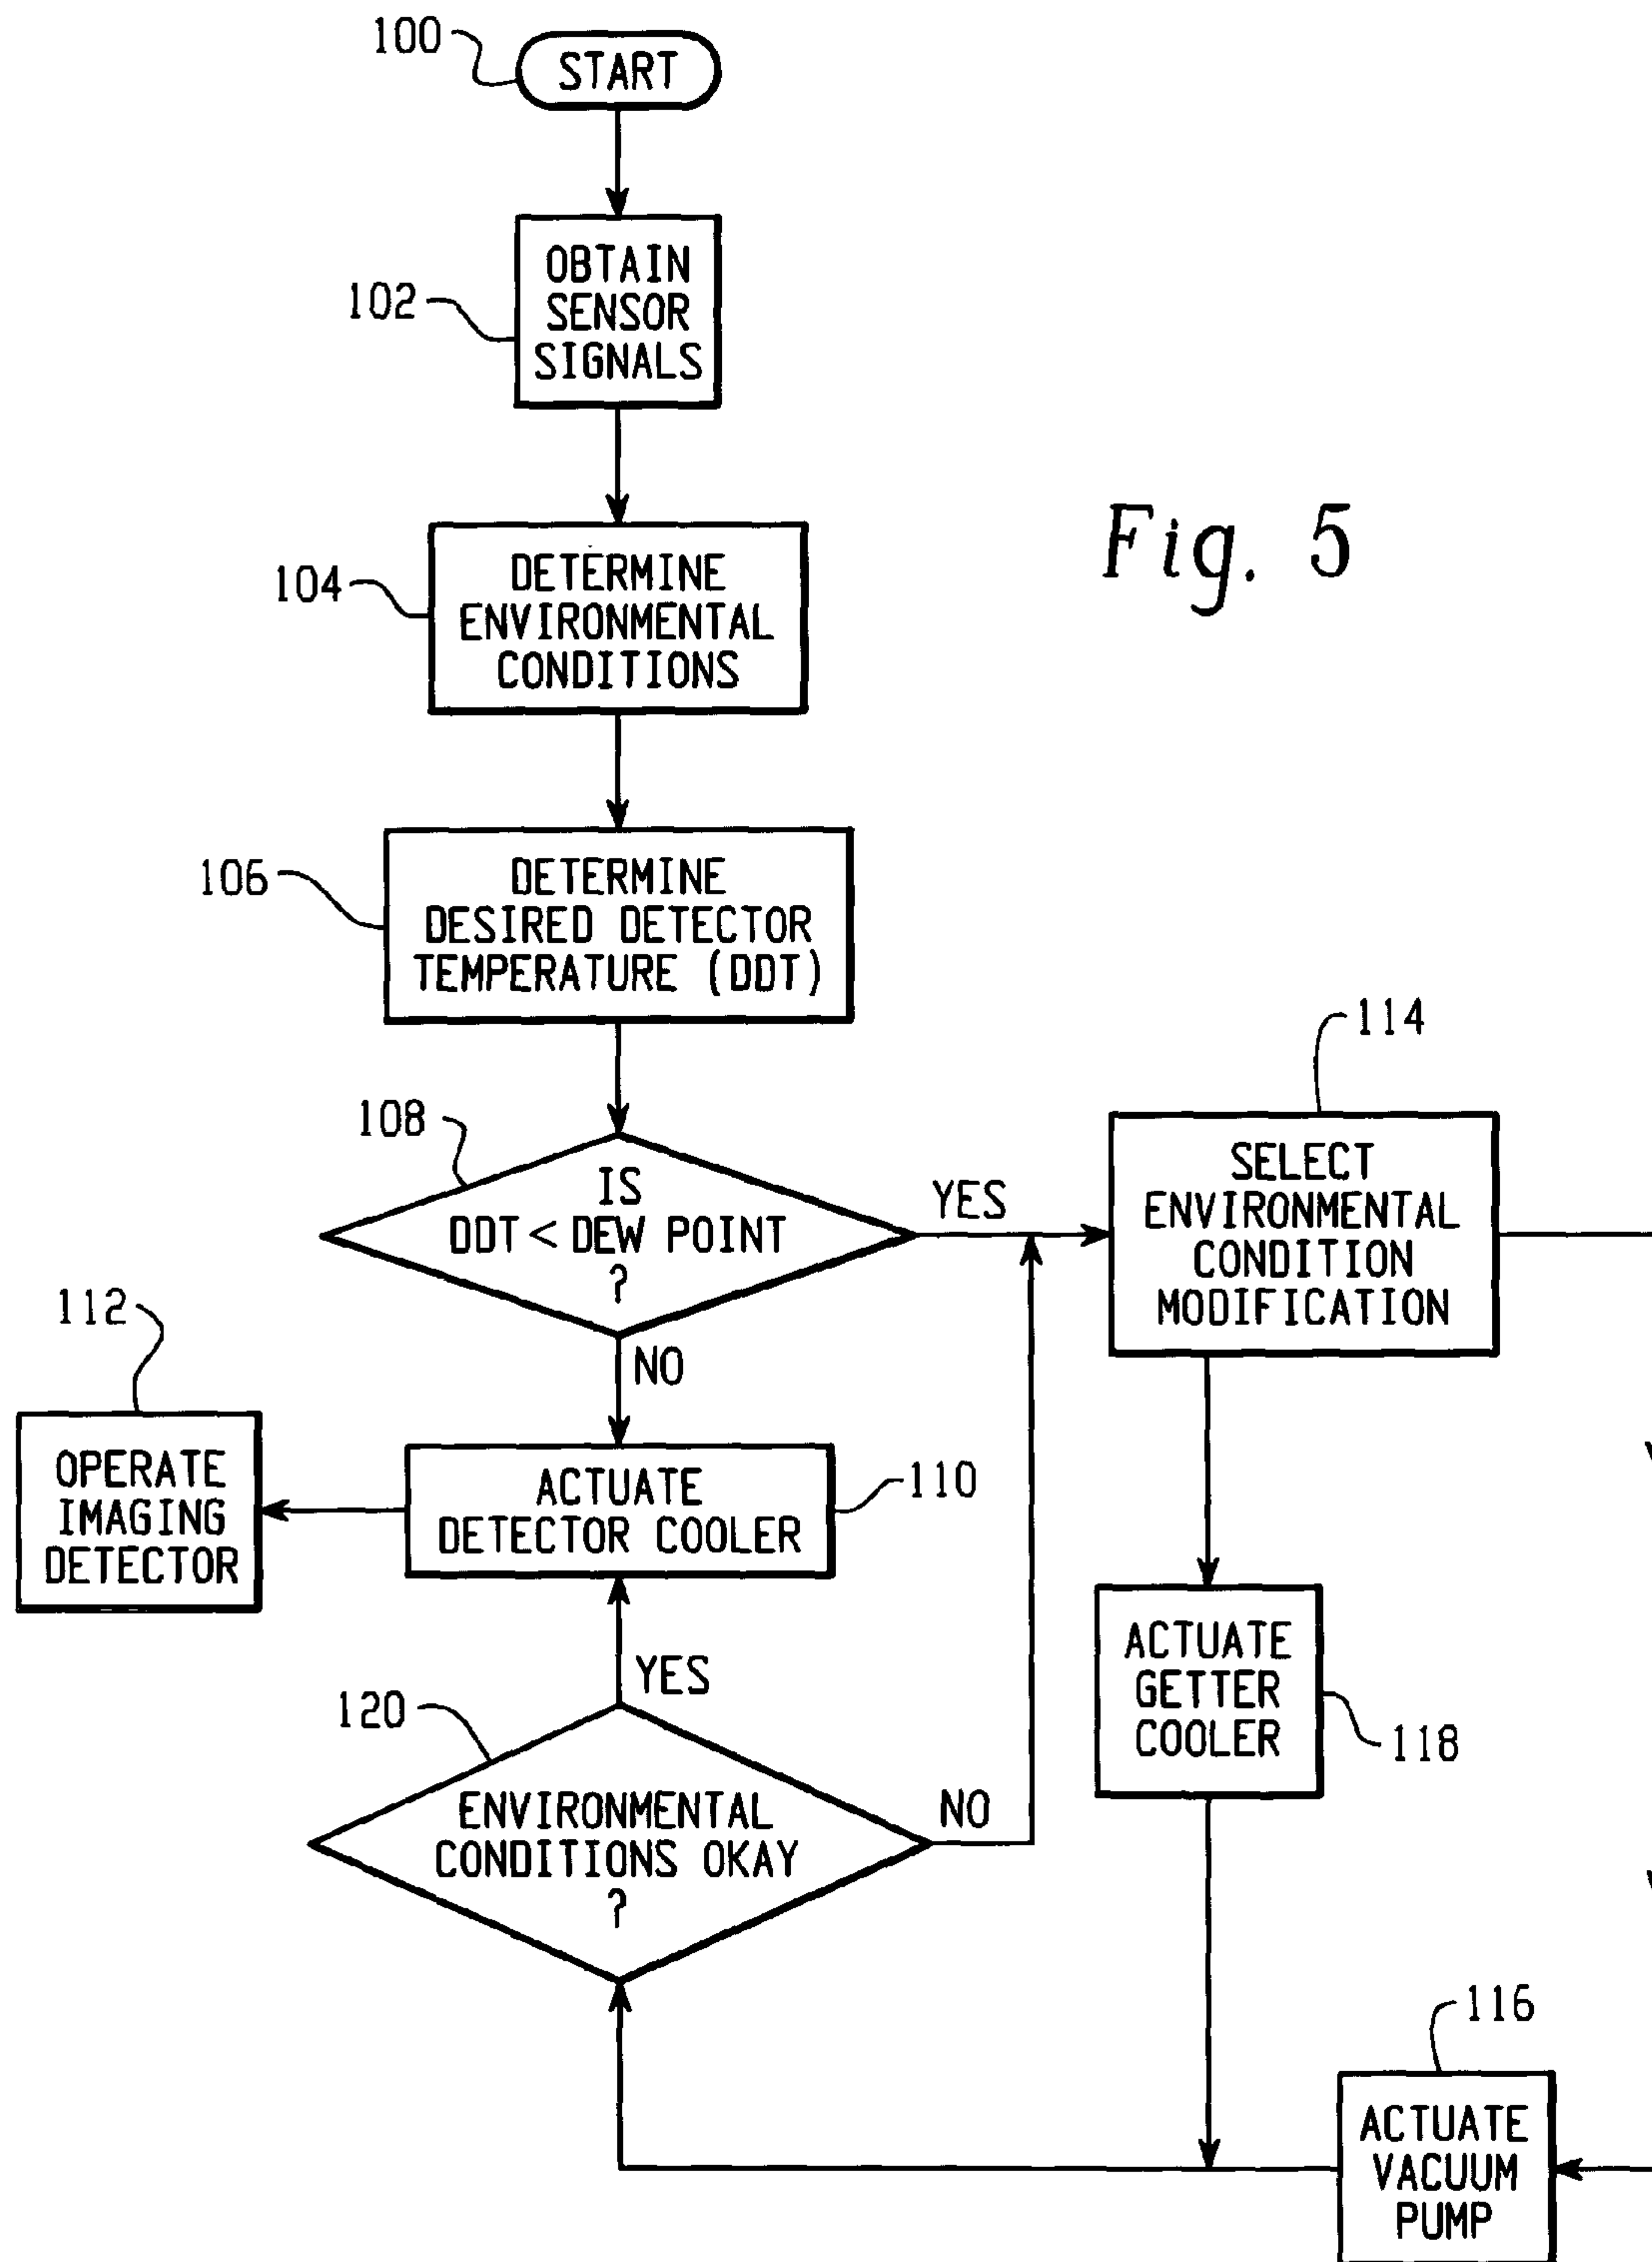 100
START
102
OBTAIN
SENSOR
SIGNALS
Fig. 5
104
DETERMINE
ENVIRONMENTAL
CONDITIONS
106
DETERMINE
DESIRED DETECTOR
TEMPERATURE (DDT)
108
IS
DDT < DEW POINT
?
YES
NO
114
SELECT
ENVIRONMENTAL
CONDITION
MODIFICATION
112
OPERATE
IMAGING
DETECTOR
ACTUATE
DETECTOR COOLER
110
ACTUATE
GETTER
COOLER
118
YES
120
ENVIRONMENTAL
CONDITIONS OKAY
?
NO
116
ACTUATE
VACUUM
PUMP